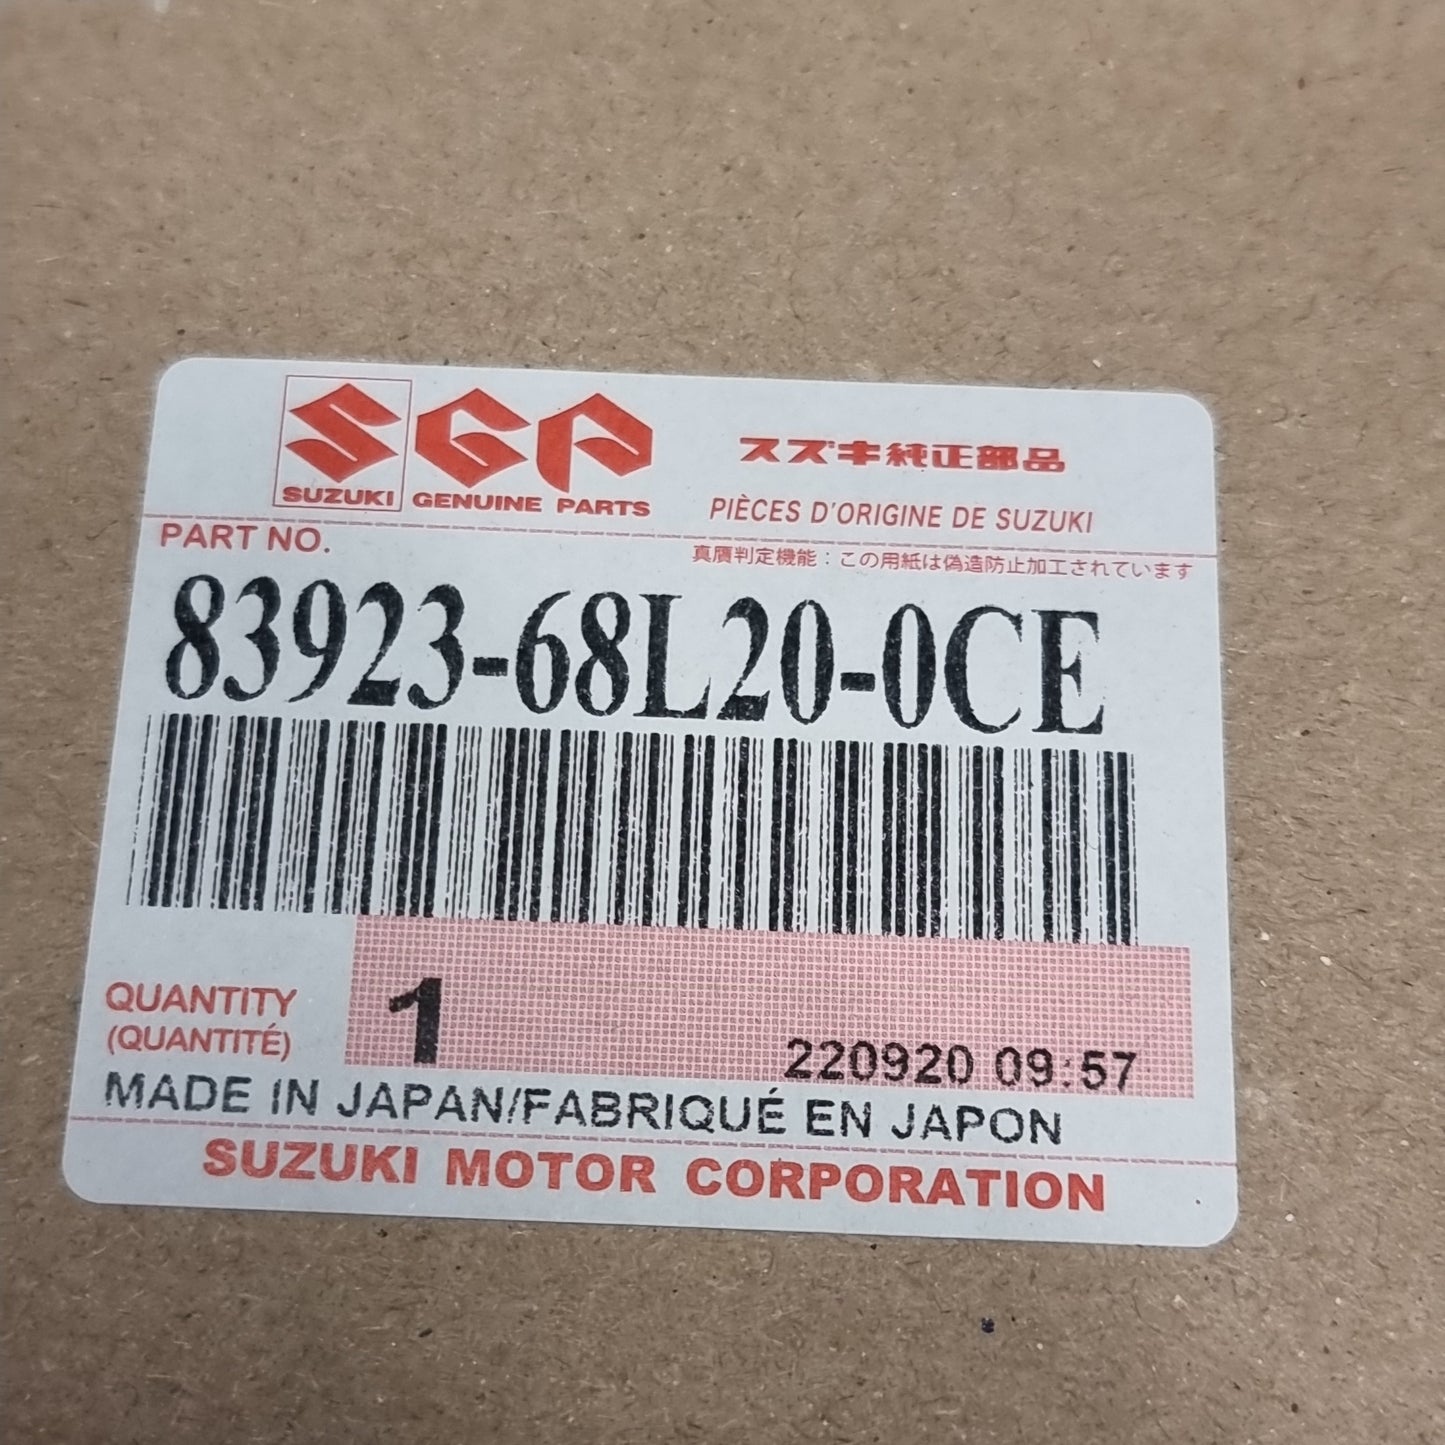 SGP
SUZUKI GENUINE PARTS
スズキ純正部品
PIÈCES D'ORIGINE DE SUZUKI
PART NO.
真贋判定機能：この用紙は偽造防止加工されています
83923-68L20-0CE
QUANTITY
(QUANTITÉ)
1
220920 09:57
MADE IN JAPAN/FABRIQUÉ EN JAPON
SUZUKI MOTOR CORPORATION